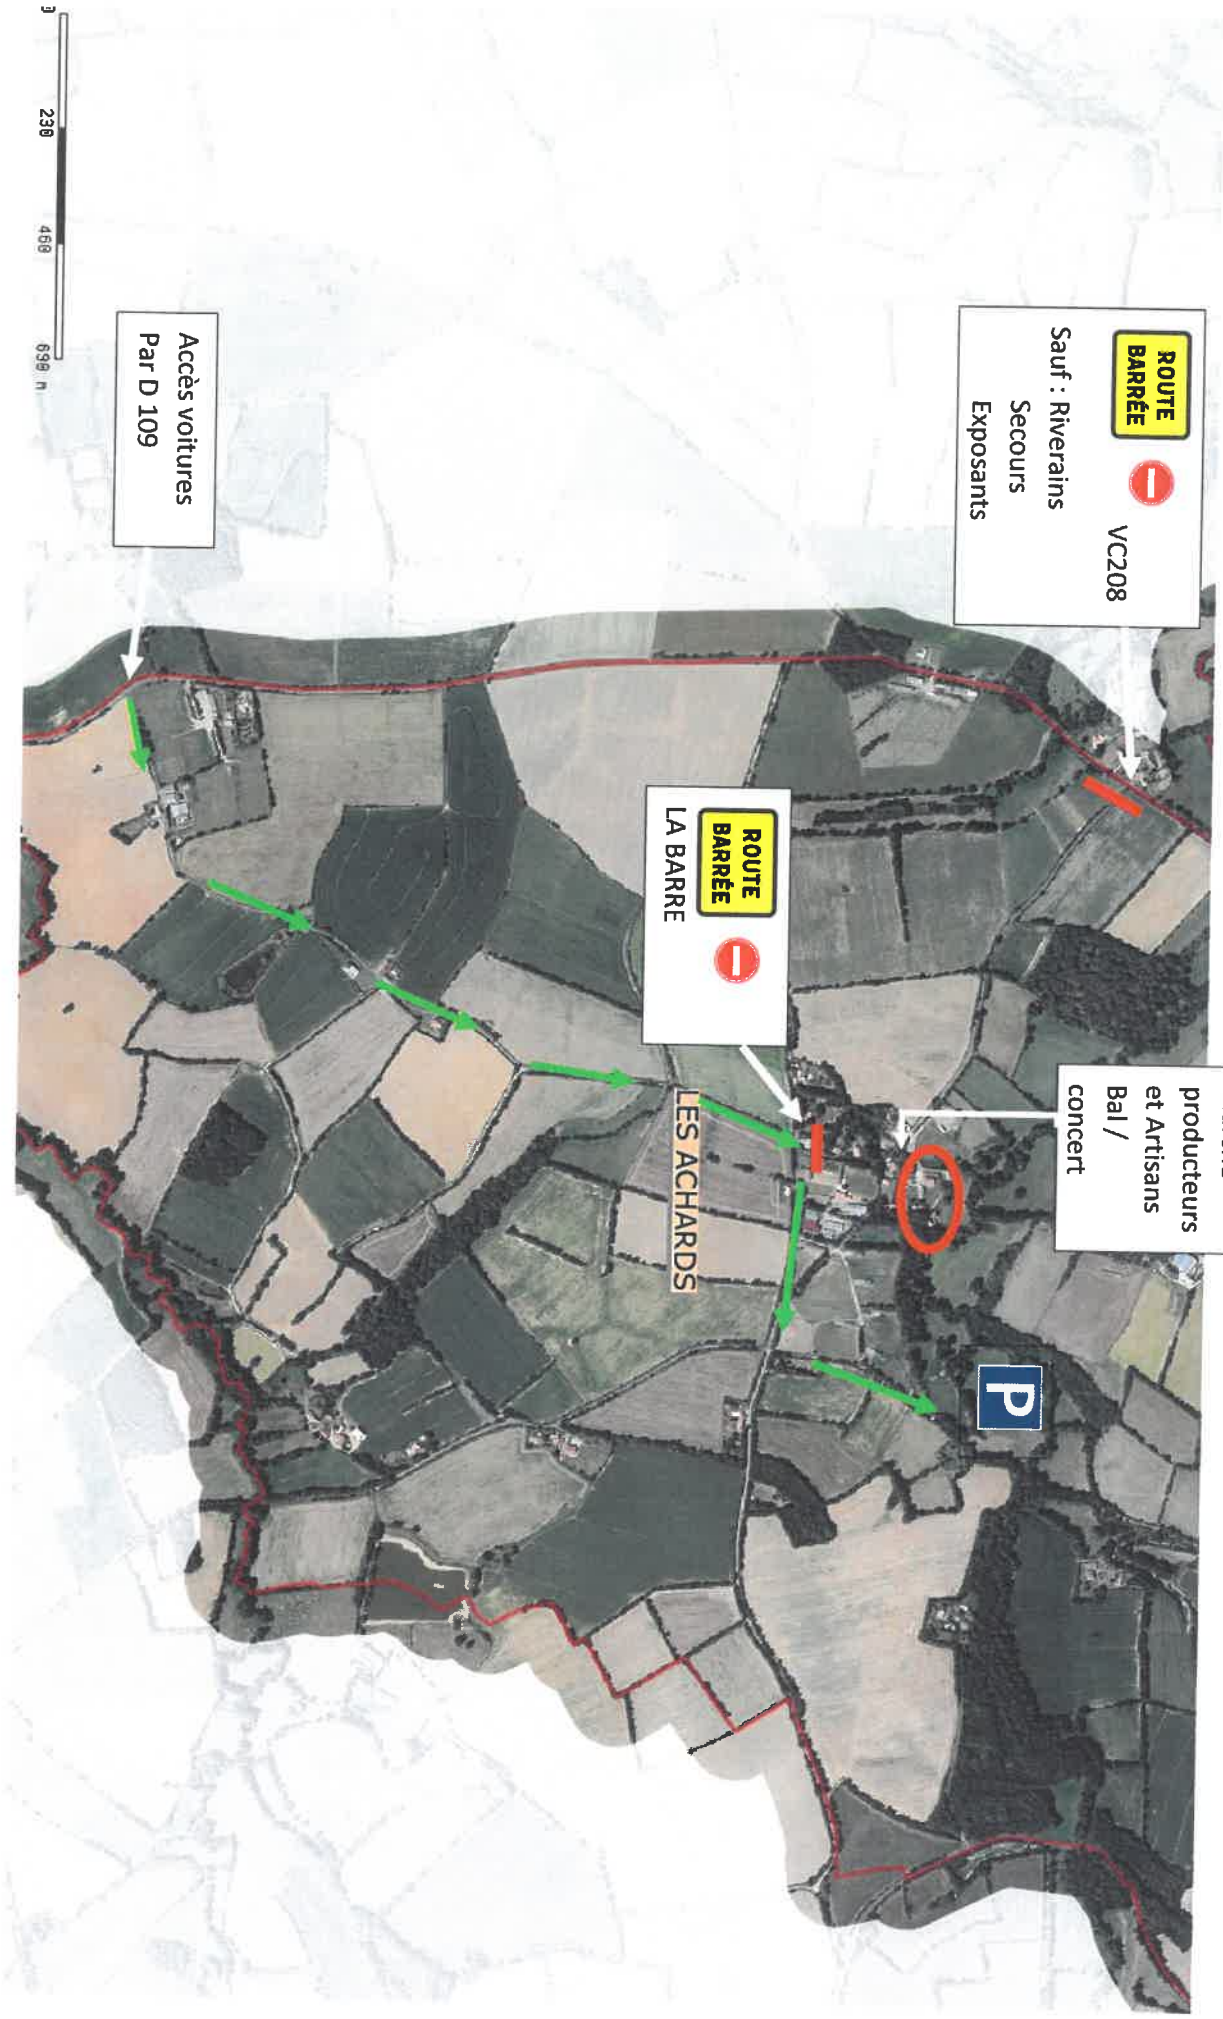 ROUTE
BARRÉE
VC208
Sauf : Riverains
Secours
Exposants
producteurs
et Artisans
Bal /
concert
ROUTE
BARRÉE
LA BARRE
P
LES ACHARDS
Accès voitures
Par D 109
0 230 460 690 m